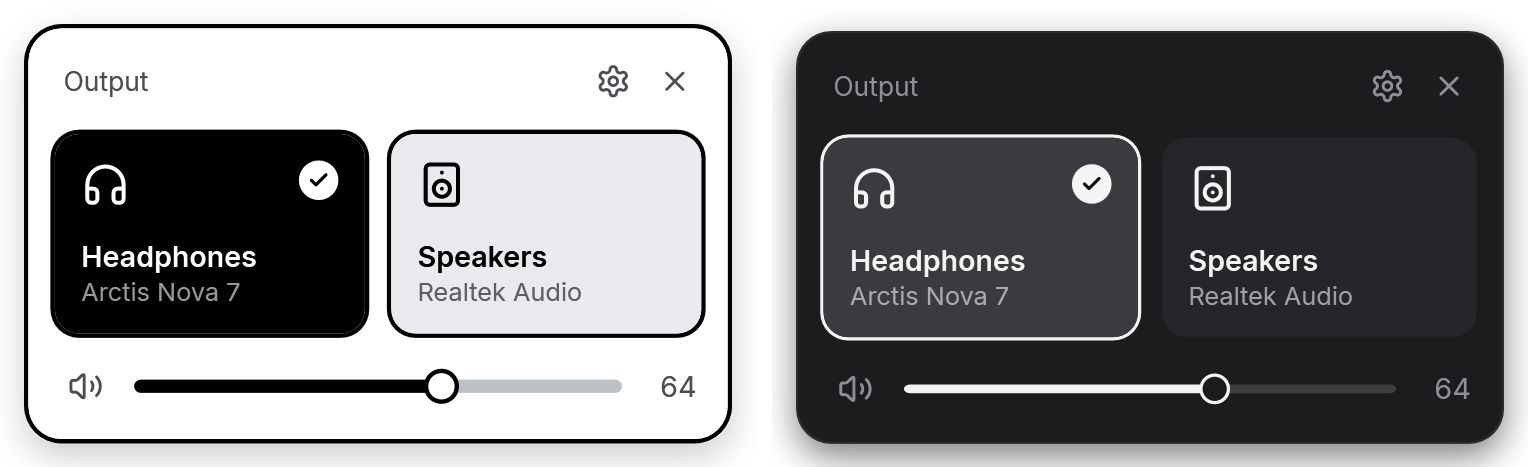 Output
Headphones
Arctis Nova 7
Speakers
Realtek Audio
64
Output
Headphones
Arctis Nova 7
Speakers
Realtek Audio
64